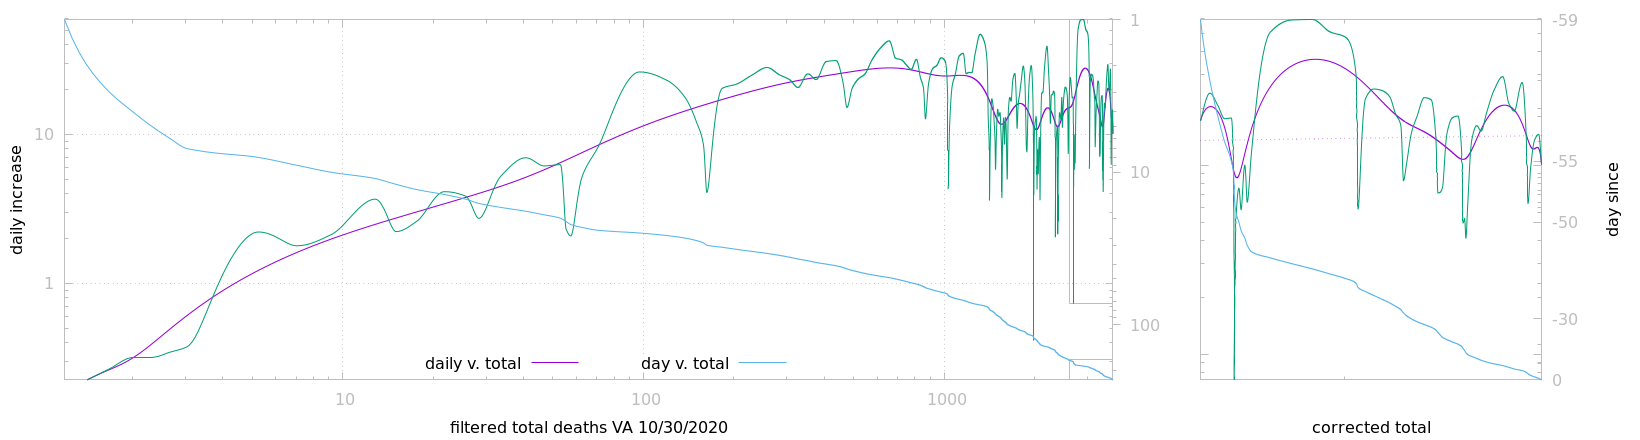 1
-59
10
daily increase
10
-55
day since
-50
1
-30
100
daily v. total
day v. total
0
10
100
1000
filtered total deaths VA 10/30/2020
corrected total